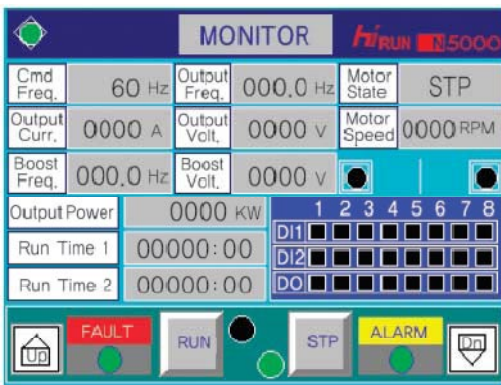 MONITOR HiRUN N5000
Cmd Freq. 60 Hz Output Freq. 000.0 Hz Motor State STP
Output Curr. 0000 A Output Volt. 0000 V Motor Speed 0000 RPM
Boost Freq. 000.0 Hz Boost Volt. 0000 V
Output Power 0000 KW 1 2 3 4 5 6 7 8
DI1
Run Time 1 00000:00
DI2
Run Time 2 00000:00
DO
Up FAULT RUN STP ALARM Dn